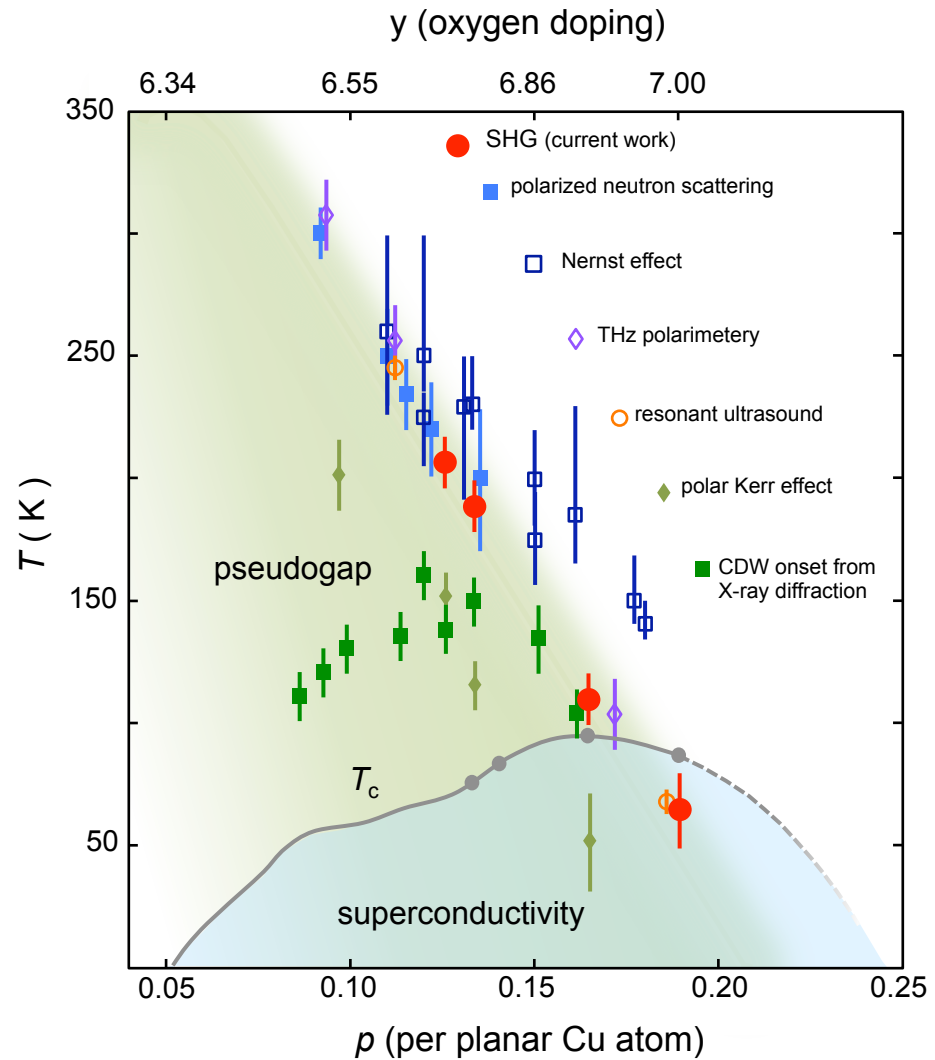 y (oxygen doping)
6.34 6.55 6.86 7.00
350
SHG (current work)
polarized neutron scattering
Nernst effect
THz polarimetery
250
resonant ultrasound
polar Kerr effect
T ( K )
pseudogap
CDW onset from
X-ray diffraction
150
Tc
50
superconductivity
0.05 0.10 0.15 0.20 0.25
p (per planar Cu atom)